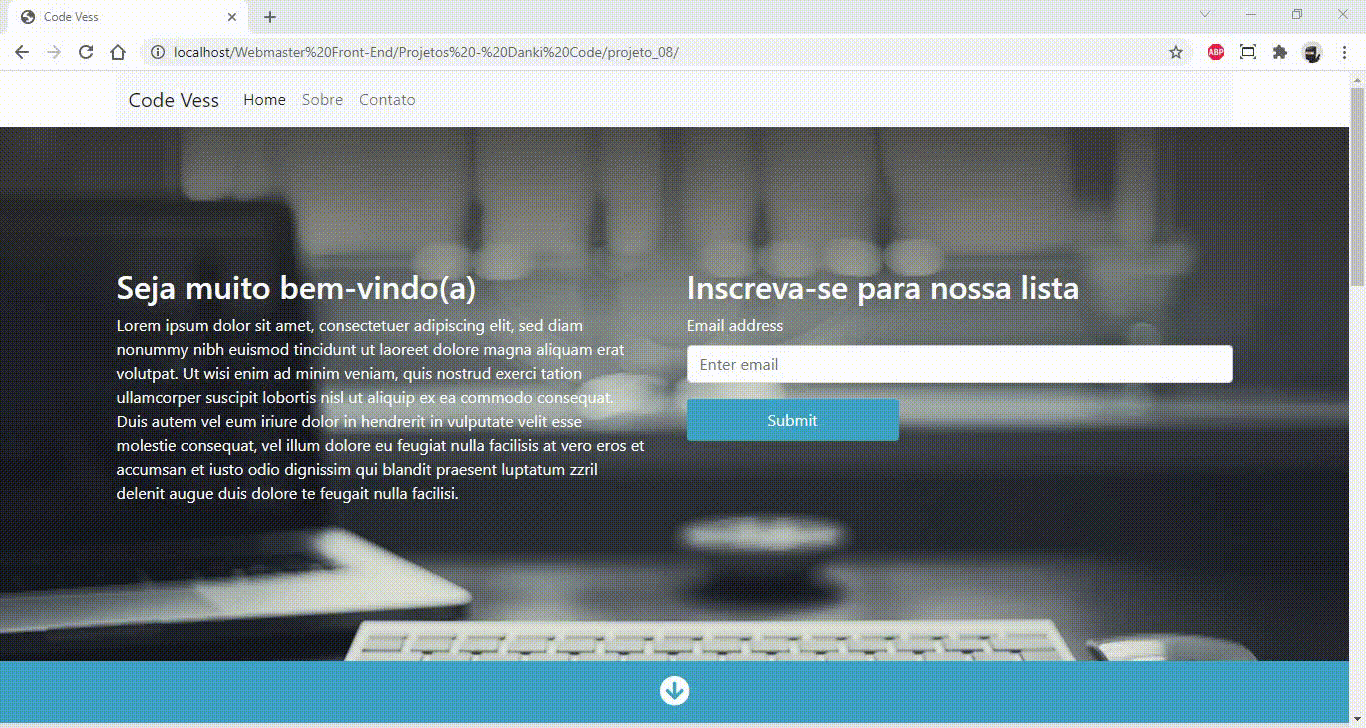 Code Vess
localhost/Webmaster%20Front-End/Projetos%20-%20Danki%20Code/projeto_08/
ABP
Code Vess Home Sobre Contato
Seja muito bem-vindo(a)
Lorem ipsum dolor sit amet, consectetuer adipiscing elit, sed diam
nonummy nibh euismod tincidunt ut laoreet dolore magna aliquam erat
volutpat. Ut wisi enim ad minim veniam, quis nostrud exerci tation
ullamcorper suscipit lobortis nisl ut aliquip ex ea commodo consequat.
Duis autem vel eum iriure dolor in hendrerit in vulputate velit esse
molestie consequat, vel illum dolore eu feugiat nulla facilisis at vero eros et
accumsan et iusto odio dignissim qui blandit praesent luptatum zzril
delenit augue duis dolore te feugait nulla facilisi.
Inscreva-se para nossa lista
Email address
Enter email
Submit